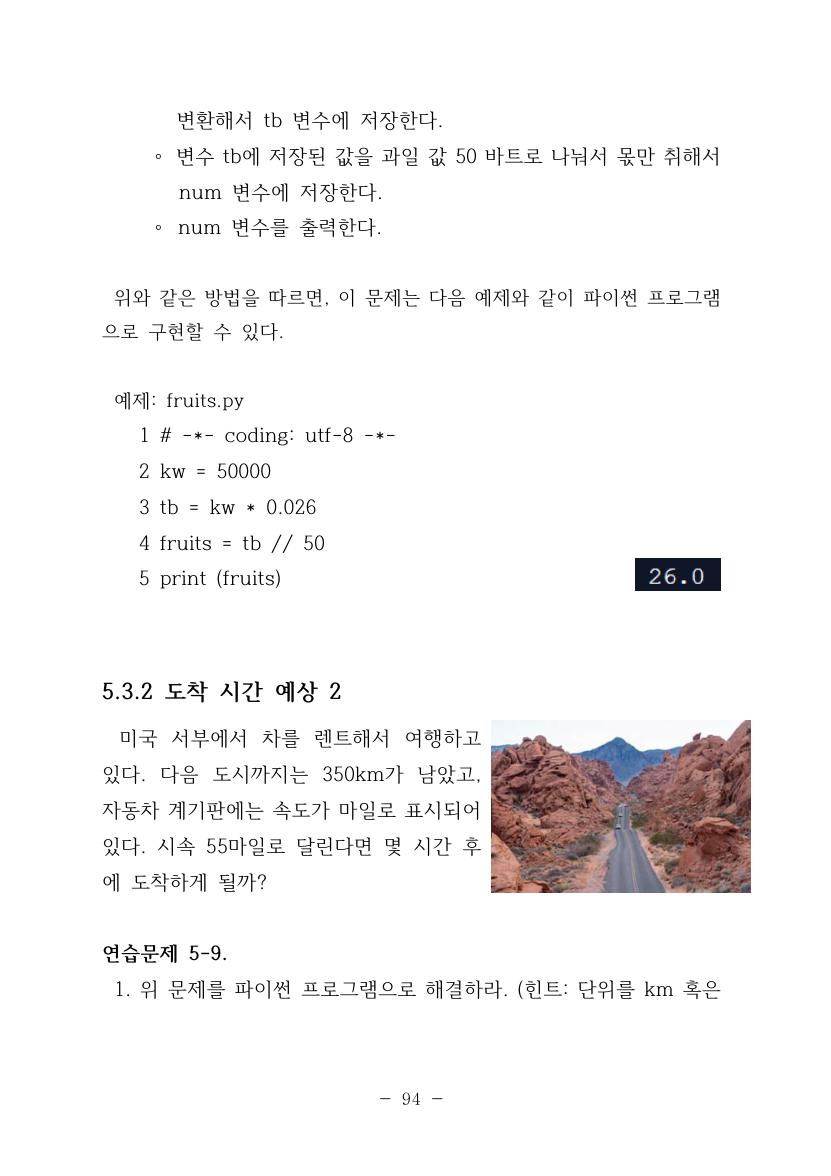 변환해서 tb 변수에 저장한다.
∘ 변수 tb에 저장된 값을 과일 값 50 바트로 나눠서 몫만 취해서
num 변수에 저장한다.
∘ num 변수를 출력한다.
위와 같은 방법을 따르면, 이 문제는 다음 예제와 같이 파이썬 프로그램
으로 구현할 수 있다.
예제: fruits.py
1 # -*- coding: utf-8 -*-
2 kw = 50000
3 tb = kw * 0.026
4 fruits = tb // 50
5 print (fruits)
26.0
5.3.2 도착 시간 예상 2
미국 서부에서 차를 렌트해서 여행하고
있다. 다음 도시까지는 350km가 남았고,
자동차 계기판에는 속도가 마일로 표시되어
있다. 시속 55마일로 달린다면 몇 시간 후
에 도착하게 될까?
연습문제 5-9.
1. 위 문제를 파이썬 프로그램으로 해결하라. (힌트: 단위를 km 혹은
- 94 -